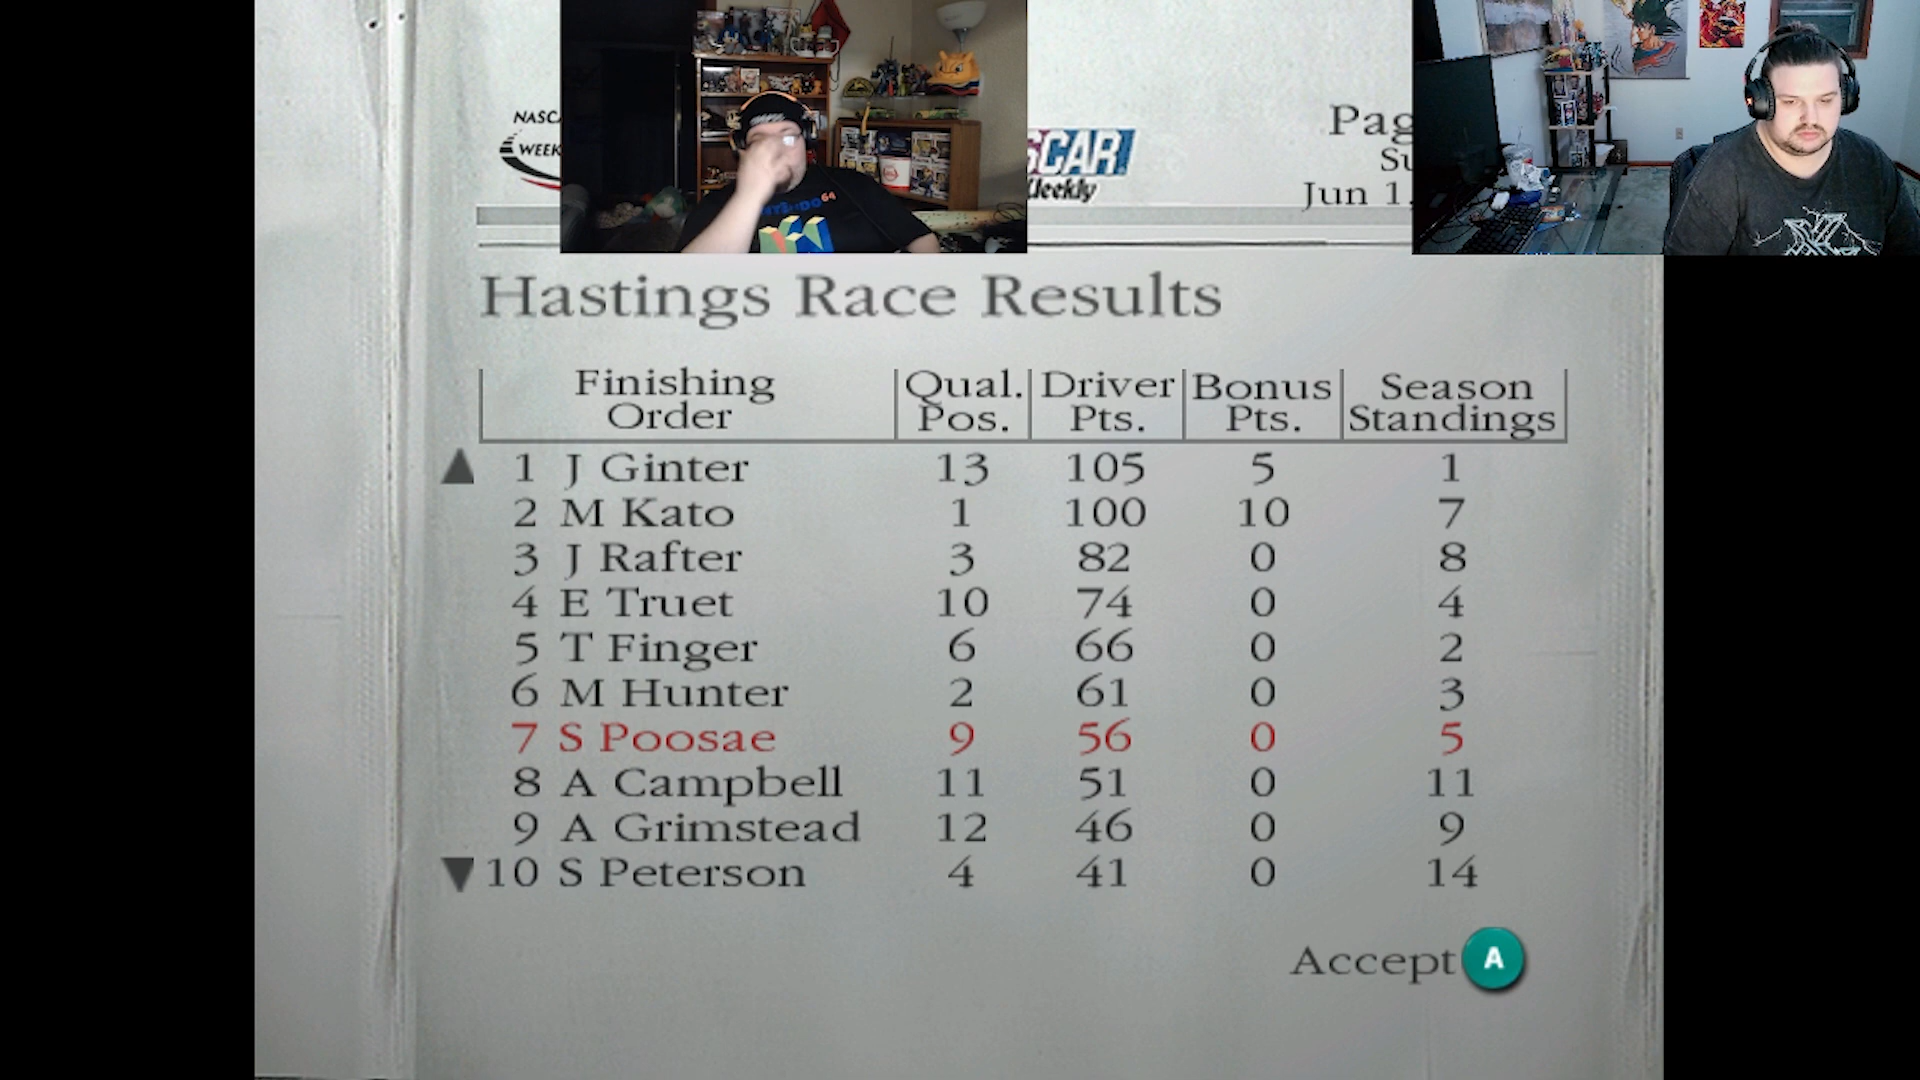 NASC
WEEK
CAR
Weekly
Pag
Su
Jun 1,
NINTENDO 64
Hastings Race Results
Finishing Order Qual. Pos. Driver Pts. Bonus Pts. Season Standings
1 J Ginter 13 105 5 1
2 M Kato 1 100 10 7
3 J Rafter 3 82 0 8
4 E Truet 10 74 0 4
5 T Finger 6 66 0 2
6 M Hunter 2 61 0 3
7 S Poosae 9 56 0 5
8 A Campbell 11 51 0 11
9 A Grimstead 12 46 0 9
10 S Peterson 4 41 0 14
Accept A